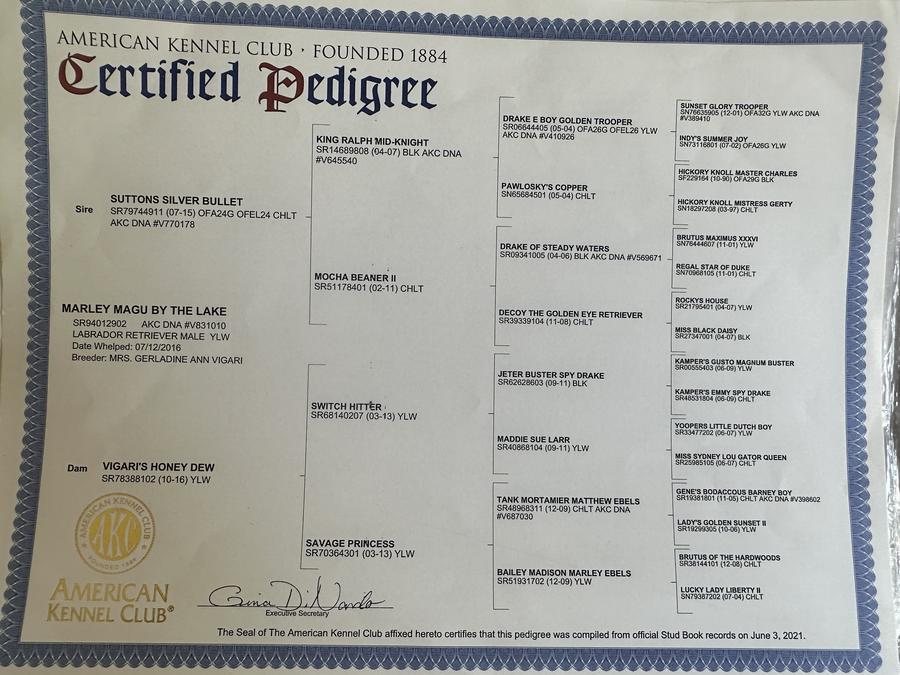 AMERICAN KENNEL CLUB · FOUNDED 1884
Certified Pedigree
Sire
SUTTONS SILVER BULLET
SR79744911 (07-15) OFA24G OFEL24 CHLT
AKC DNA #V770178
MARLEY MAGU BY THE LAKE
SR94012902 AKC DNA #V831010
LABRADOR RETRIEVER MALE YLW
Date Whelped: 07/12/2016
Breeder: MRS. GERLADINE ANN VIGARI
Dam
VIGARI'S HONEY DEW
SR78388102 (10-16) YLW
KING RALPH MID-KNIGHT
SR14689808 (04-07) BLK AKC DNA
#V645540
MOCHA BEANER II
SR51178401 (02-11) CHLT
SWITCH HITTER
SR68140207 (03-13) YLW
SAVAGE PRINCESS
SR70364301 (03-13) YLW
DRAKE E BOY GOLDEN TROOPER
SR06644405 (05-04) OFA26G OFEL26 YLW
AKC DNA #V410926
PAWLOSKY'S COPPER
SN65684501 (05-04) CHLT
DRAKE OF STEADY WATERS
SR09341005 (04-06) BLK AKC DNA #V569671
DECOY THE GOLDEN EYE RETRIEVER
SR39339104 (11-08) CHLT
JETER BUSTER SPY DRAKE
SR62628603 (09-11) BLK
MADDIE SUE LARR
SR40868104 (09-11) YLW
TANK MORTAMIER MATTHEW EBELS
SR48968311 (12-09) CHLT AKC DNA
#V687030
BAILEY MADISON MARLEY EBELS
SR51931702 (12-09) YLW
SUNSET GLORY TROOPER
SN76635905 (12-01) OFA32G YLW AKC DNA
#V389410
INDY'S SUMMER JOY
SN73116801 (07-02) OFA26G YLW
HICKORY KNOLL MASTER CHARLES
SF229164 (10-90) OFA29G BLK
HICKORY KNOLL MISTRESS GERTY
SN18297208 (03-97) CHLT
BRUTUS MAXIMUS XXXVI
SN76444607 (11-01) YLW
REGAL STAR OF DUKE
SN70968105 (11-01) CHLT
ROCKYS HOUSE
SR21795401 (04-07) YLW
MISS BLACK DAISY
SR27347001 (04-07) BLK
KAMPER'S GUSTO MAGNUM BUSTER
SR00555403 (06-09) YLW
KAMPER'S EMMY SPY DRAKE
SR48531804 (06-09) CHLT
YOOPERS LITTLE DUTCH BOY
SR33477202 (06-07) YLW
MISS SYDNEY LOU GATOR QUEEN
SR25985105 (06-07) CHLT
GENE'S BODACCOUS BARNEY BOY
SR19381801 (11-05) CHLT AKC DNA #V398602
LADY'S GOLDEN SUNSET II
SR19299305 (10-06) YLW
BRUTUS OF THE HARDWOODS
SR38144101 (12-08) CHLT
LUCKY LADY LIBERTY II
SN79387202 (07-04) CHLT
AMERICAN KENNEL CLUB
AKC
FOUNDED 1884
AMERICAN
KENNEL CLUB®
Gina DiNardo
Executive Secretary
The Seal of The American Kennel Club affixed hereto certifies that this pedigree was compiled from official Stud Book records on June 3, 2021.